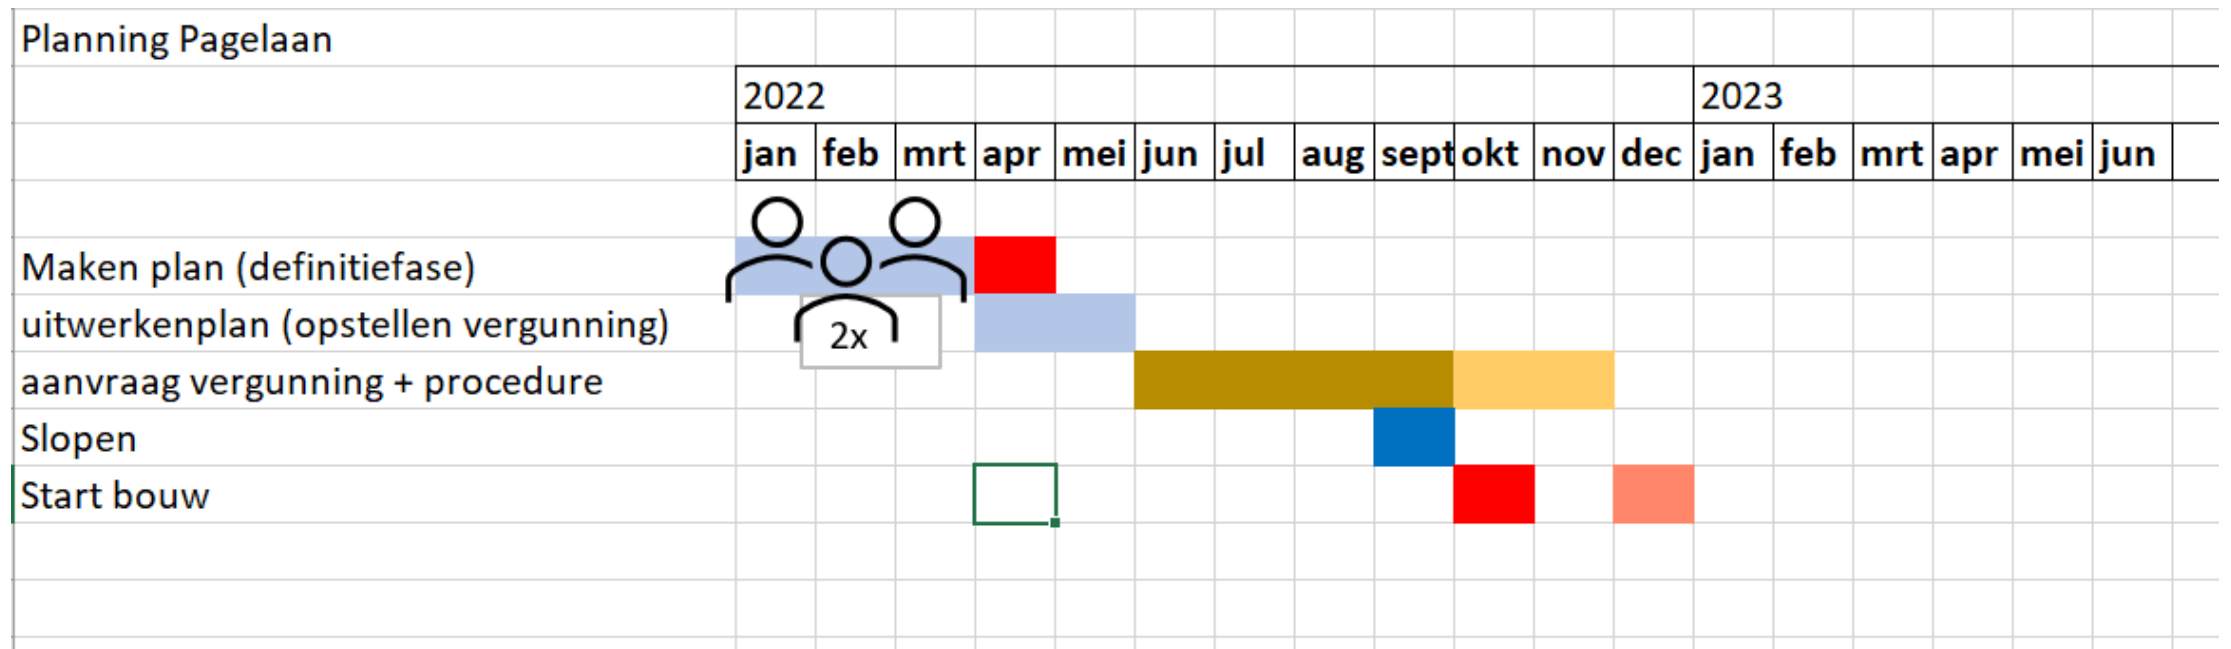 Planning Pagelaan
2022 2023
jan feb mrt apr mei jun jul aug sept okt nov dec jan feb mrt apr mei jun
Maken plan (definitiefase)
uitwerkenplan (opstellen vergunning)
2x
aanvraag vergunning + procedure
Slopen
Start bouw